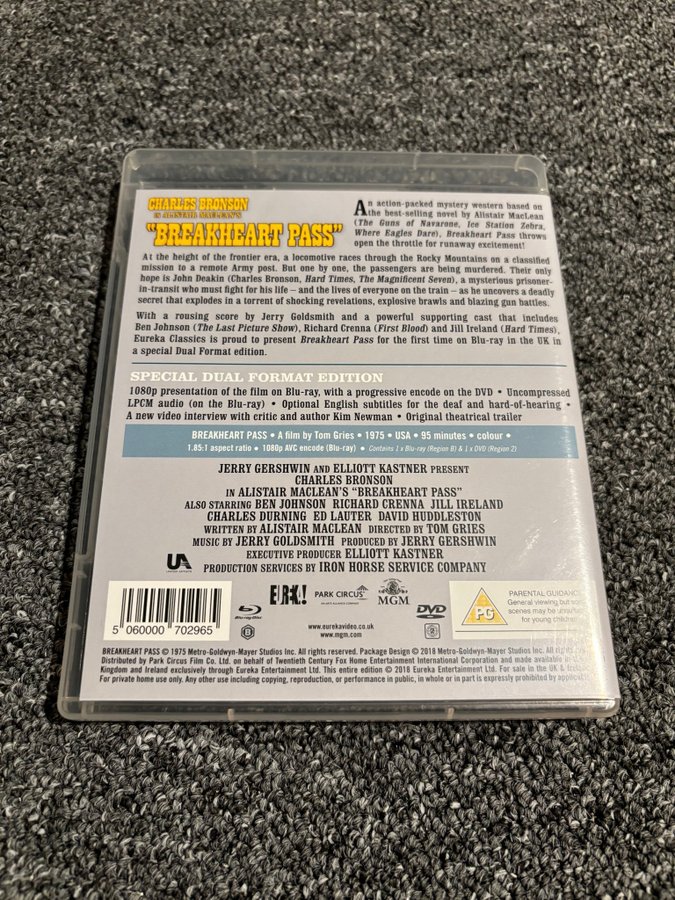 CHARLES BRONSON
IN ALISTAIR MACLEAN'S
"BREAKHEART PASS"
An action-packed mystery western based on
the best-selling novel by Alistair MacLean
(The Guns of Navarone, Ice Station Zebra,
Where Eagles Dare), Breakheart Pass throws
open the throttle for runaway excitement!
At the height of the frontier era, a locomotive races through the Rocky Mountains on a classified
mission to a remote Army post. But one by one, the passengers are being murdered. Their only
hope is John Deakin (Charles Bronson, Hard Times, The Magnificent Seven), a mysterious prisoner-
in-transit who must fight for his life – and the lives of everyone on the train – as he uncovers a deadly
secret that explodes in a torrent of shocking revelations, explosive brawls and blazing gun battles.
With a rousing score by Jerry Goldsmith and a powerful supporting cast that includes
Ben Johnson (The Last Picture Show), Richard Crenna (First Blood) and Jill Ireland (Hard Times),
Eureka Classics is proud to present Breakheart Pass for the first time on Blu-ray in the UK in
a special Dual Format edition.
SPECIAL DUAL FORMAT EDITION
1080p presentation of the film on Blu-ray, with a progressive encode on the DVD • Uncompressed
LPCM audio (on the Blu-ray) • Optional English subtitles for the deaf and hard-of-hearing •
A new video interview with critic and author Kim Newman • Original theatrical trailer
BREAKHEART PASS • A film by Tom Gries • 1975 • USA • 95 minutes • colour •
1.85:1 aspect ratio • 1080p AVC encode (Blu-ray) • Contains 1 x Blu-ray (Region B) & 1 x DVD (Region 2)
JERRY GERSHWIN AND ELLIOTT KASTNER PRESENT
CHARLES BRONSON
IN ALISTAIR MACLEAN'S "BREAKHEART PASS"
ALSO STARRING BEN JOHNSON RICHARD CRENNA JILL IRELAND
CHARLES DURNING ED LAUTER DAVID HUDDLESTON
WRITTEN BY ALISTAIR MACLEAN DIRECTED BY TOM GRIES
MUSIC BY JERRY GOLDSMITH PRODUCED BY JERRY GERSHWIN
EXECUTIVE PRODUCER ELLIOTT KASTNER
PRODUCTION SERVICES BY IRON HORSE SERVICE COMPANY
UA
UNITED ARTISTS
5 060000 702965
Blu-ray Disc
B
EUREKA!
PARK CIRCUS
AN ARTS ALLIANCE COMPANY
MGM
DVD
2
www.eurekavideo.co.uk
www.mgm.com
PG
PARENTAL GUIDANCE
General viewing but some
scenes may be unsuitable
for young children
BREAKHEART PASS © 1975 Metro-Goldwyn-Mayer Studios Inc. All rights reserved. Package Design © 2018 Metro-Goldwyn-Mayer Studios Inc. All rights
Distributed by Park Circus Film Co. Ltd. on behalf of Twentieth Century Fox Home Entertainment International Corporation and made available in
Kingdom and Ireland exclusively through Eureka Entertainment Ltd. This entire edition © 2018 Eureka Entertainment Ltd. For sale in the UK &
For private home use only. Any other use including copying, reproduction, or performance in public, in whole or in part is expressly prohibited by